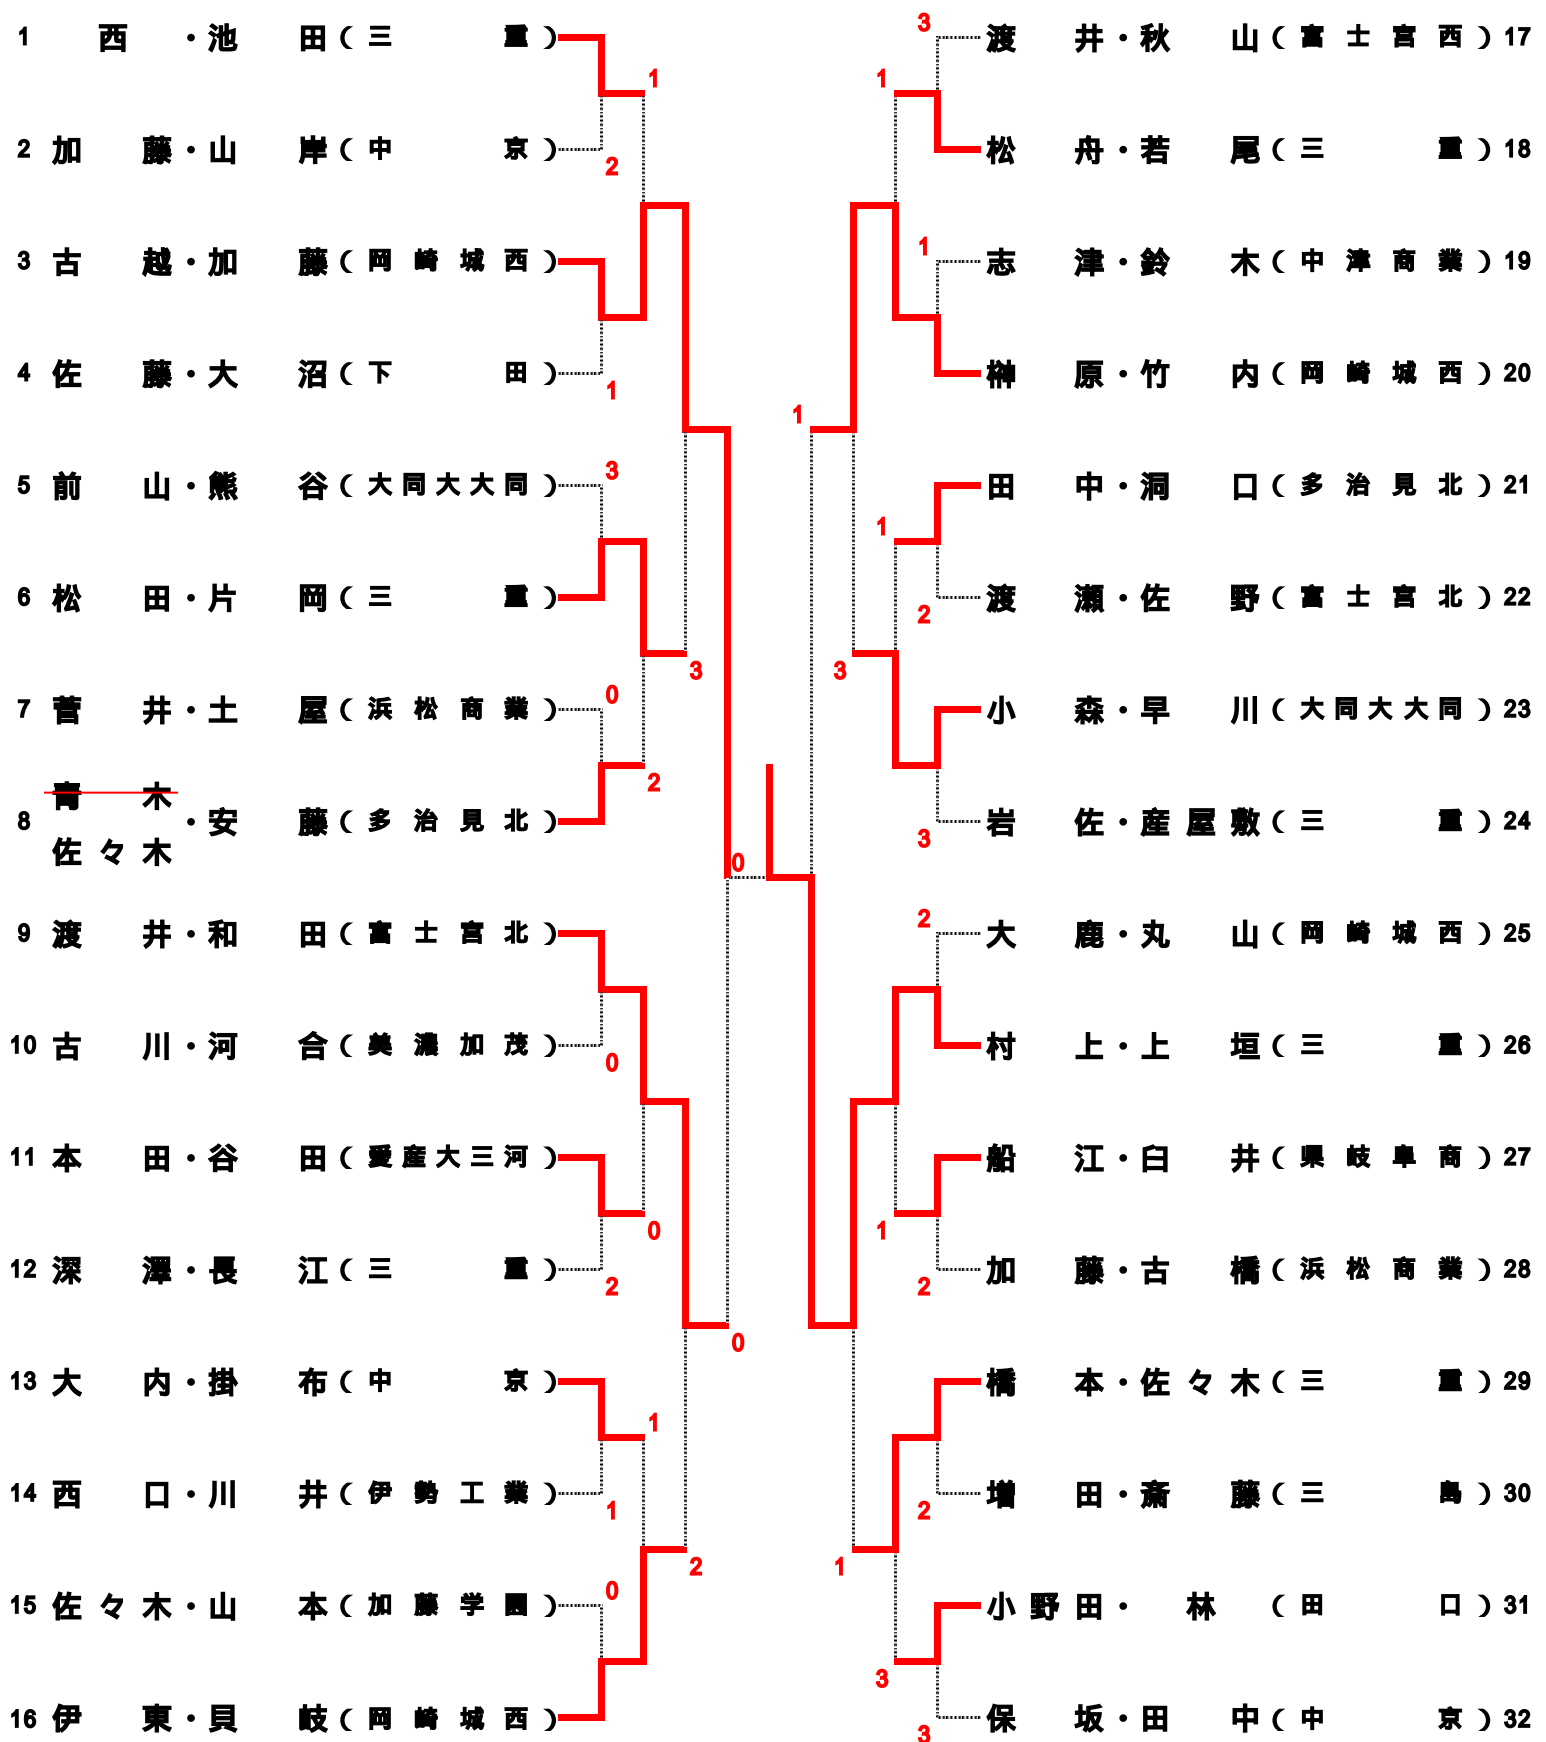 1 西・池田(三重)
2 加藤・山岸(中京)
3 古越・加藤(岡崎城西)
4 佐藤・大沼(下田)
5 前山・熊谷(大同大大同)
6 松田・片岡(三重)
7 菅井・土屋(浜松商業)
青木
8 ・安藤(多治見北)
佐々木
9 渡井・和田(富士宮北)
10 古川・河合(美濃加茂)
11 本田・谷田(愛産大三河)
12 深澤・長江(三重)
13 大内・掛布(中京)
14 西口・川井(伊勢工業)
15 佐々木・山本(加藤学園)
16 伊東・貝岐(岡崎城西)
1
2
1
3
3
0
2
0
0
0
2
0
1
1
0
2
渡井・秋山(富士宮西)17
松舟・若尾(三重)18
志津・鈴木(中津商業)19
榊原・竹内(岡崎城西)20
田中・洞口(多治見北)21
渡瀬・佐野(富士宮北)22
小森・早川(大同大大同)23
岩佐・産屋敷(三重)24
大鹿・丸山(岡崎城西)25
村上・上垣(三重)26
船江・臼井(県岐阜商)27
加藤・古橋(浜松商業)28
橋本・佐々木(三重)29
増田・斎藤(三島)30
小野田・林(田口)31
保坂・田中(中京)32
3
1
1
1
1
2
3
3
2
1
2
2
1
3
3